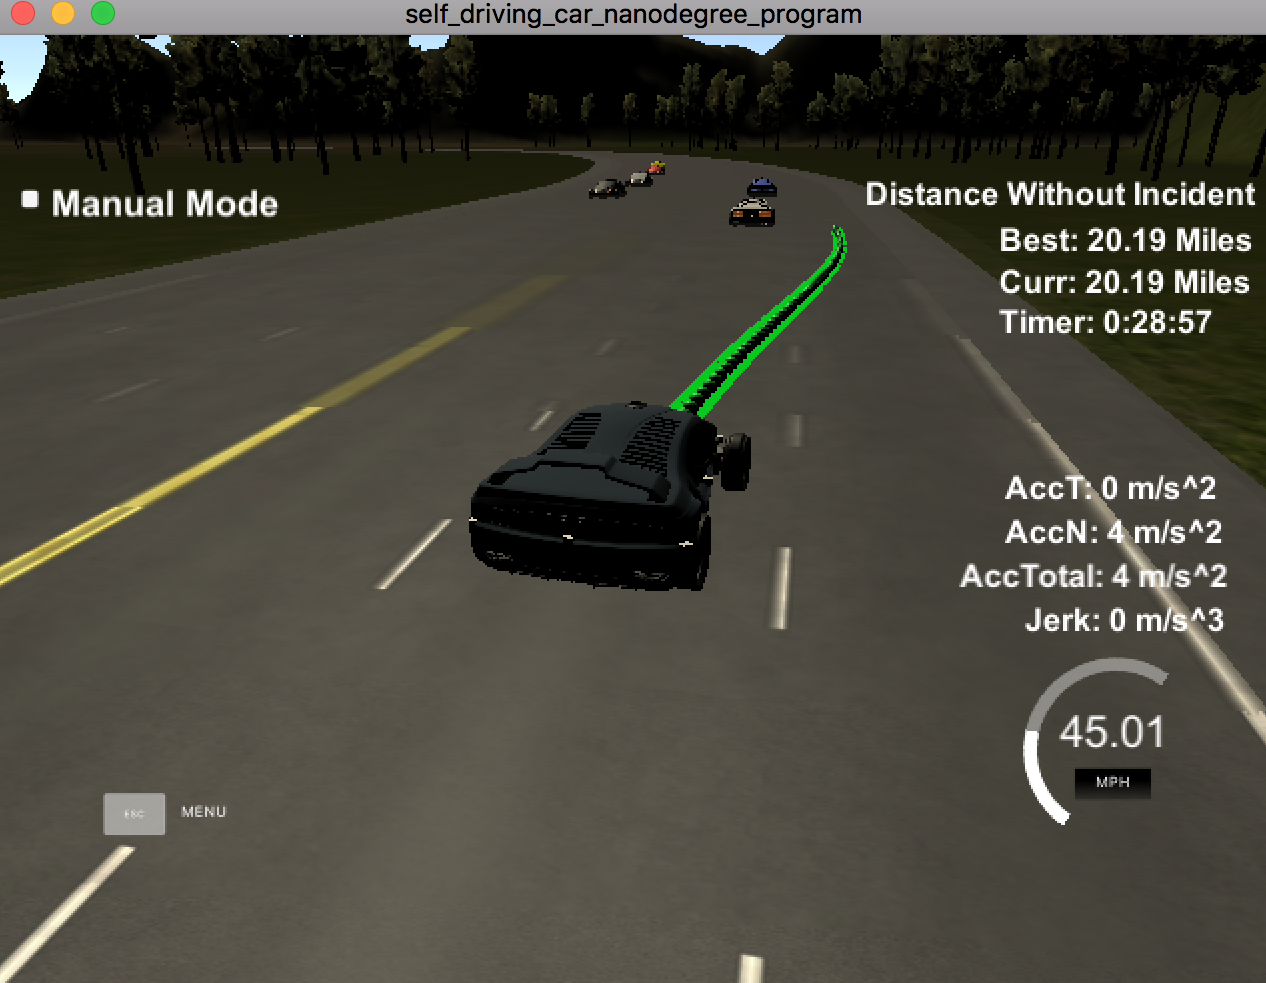 self_driving_car_nanodegree_program
Manual Mode
Distance Without Incident
Best: 20.19 Miles
Curr: 20.19 Miles
Timer: 0:28:57
AccT: 0 m/s^2
AccN: 4 m/s^2
AccTotal: 4 m/s^2
Jerk: 0 m/s^3
45.01
MPH
ESC MENU